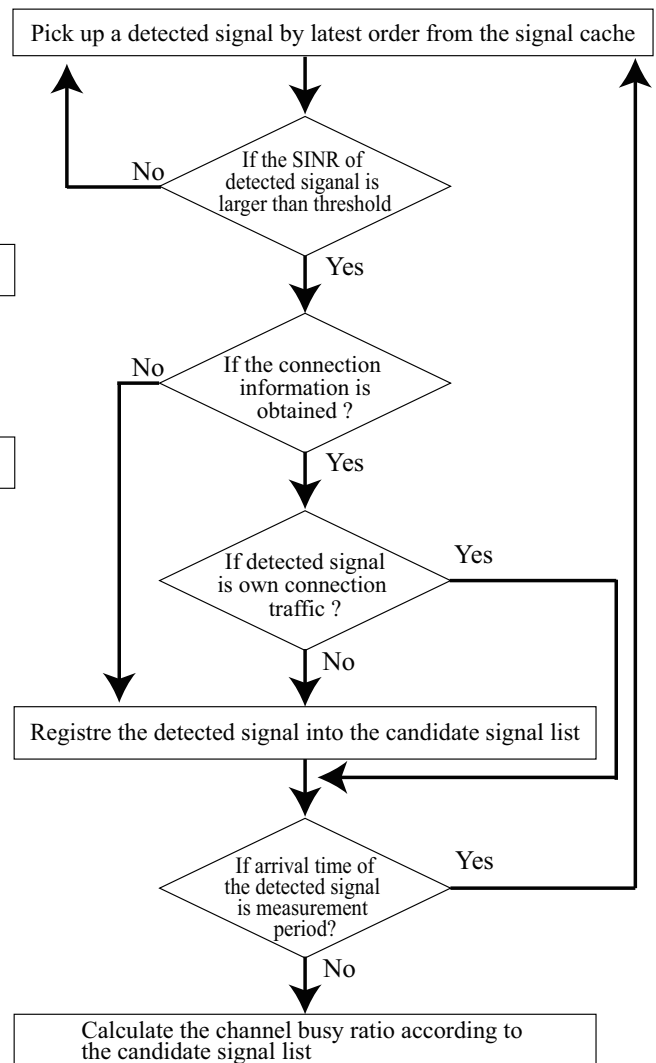 Pick up a detected signal by latest order from the signal cache
If the SINR of
detected siganal is
larger than threshold
No
Yes
If the connection
information is
obtained ?
No
Yes
If detected signal
is own connection
traffic ?
Yes
No
Registre the detected signal into the candidate signal list
If arrival time of
the detected signal
is measurement
period?
Yes
No
Calculate the channel busy ratio according to
the candidate signal list